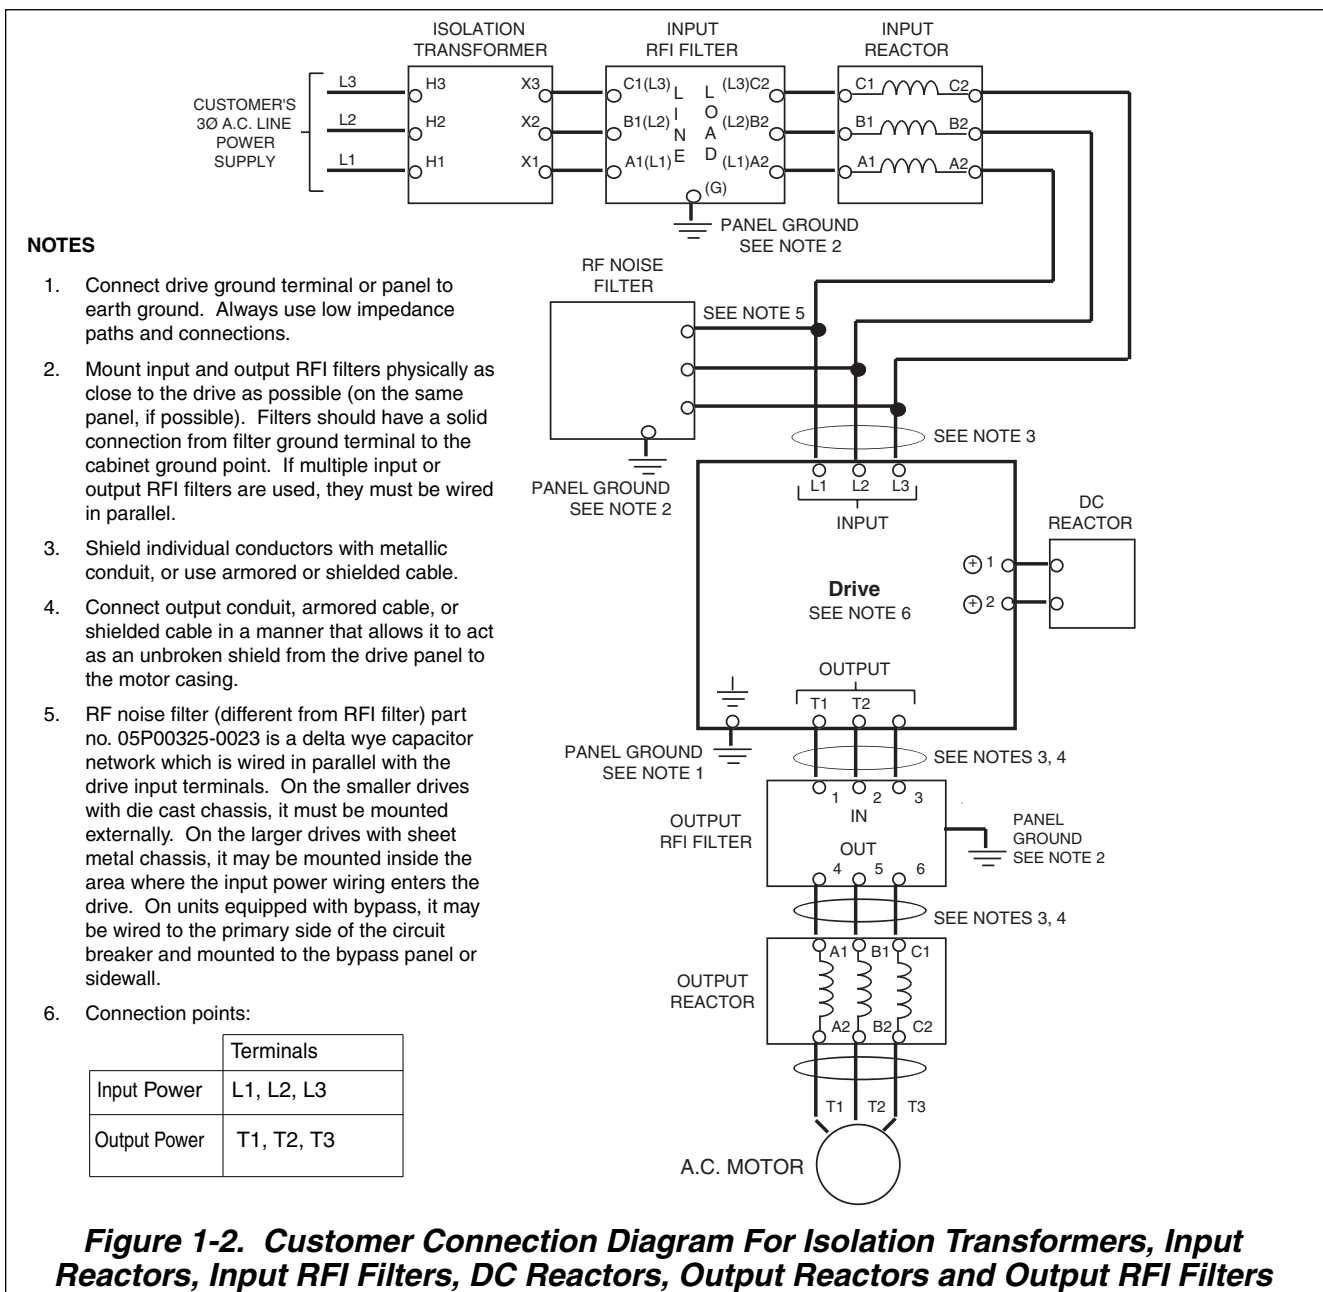 ISOLATION
TRANSFORMER
INPUT
RFI FILTER
INPUT
REACTOR
CUSTOMER'S
3Ø A.C. LINE
POWER
SUPPLY
L3
L2
L1
H3
H2
H1
X3
X2
X1
C1(L3)
B1(L2)
A1(L1)
L
I
N
E
L
O
A
D
(L3)C2
(L2)B2
(L1)A2
(G)
C1
C2
B1
B2
A1
A2
PANEL GROUND
SEE NOTE 2
NOTES
1. Connect drive ground terminal or panel to
earth ground. Always use low impedance
paths and connections.
2. Mount input and output RFI filters physically as
close to the drive as possible (on the same
panel, if possible). Filters should have a solid
connection from filter ground terminal to the
cabinet ground point. If multiple input or
output RFI filters are used, they must be wired
in parallel.
3. Shield individual conductors with metallic
conduit, or use armored or shielded cable.
4. Connect output conduit, armored cable, or
shielded cable in a manner that allows it to act
as an unbroken shield from the drive panel to
the motor casing.
5. RF noise filter (different from RFI filter) part
no. 05P00325-0023 is a delta wye capacitor
network which is wired in parallel with the
drive input terminals. On the smaller drives
with die cast chassis, it must be mounted
externally. On the larger drives with sheet
metal chassis, it may be mounted inside the
area where the input power wiring enters the
drive. On units equipped with bypass, it may
be wired to the primary side of the circuit
breaker and mounted to the bypass panel or
sidewall.
6. Connection points:
Terminals
Input Power L1, L2, L3
Output Power T1, T2, T3
RF NOISE
FILTER
SEE NOTE 5
PANEL GROUND
SEE NOTE 2
SEE NOTE 3
L1 L2 L3
INPUT
DC
REACTOR
+ 1
+ 2
Drive
SEE NOTE 6
OUTPUT
T1 T2
PANEL GROUND
SEE NOTE 1
SEE NOTES 3, 4
OUTPUT
RFI FILTER
1 2 3
IN
OUT
4 5 6
PANEL
GROUND
SEE NOTE 2
SEE NOTES 3, 4
OUTPUT
REACTOR
A1 B1 C1
A2 B2 C2
T1 T2 T3
A.C. MOTOR
Figure 1-2. Customer Connection Diagram For Isolation Transformers, Input
Reactors, Input RFI Filters, DC Reactors, Output Reactors and Output RFI Filters